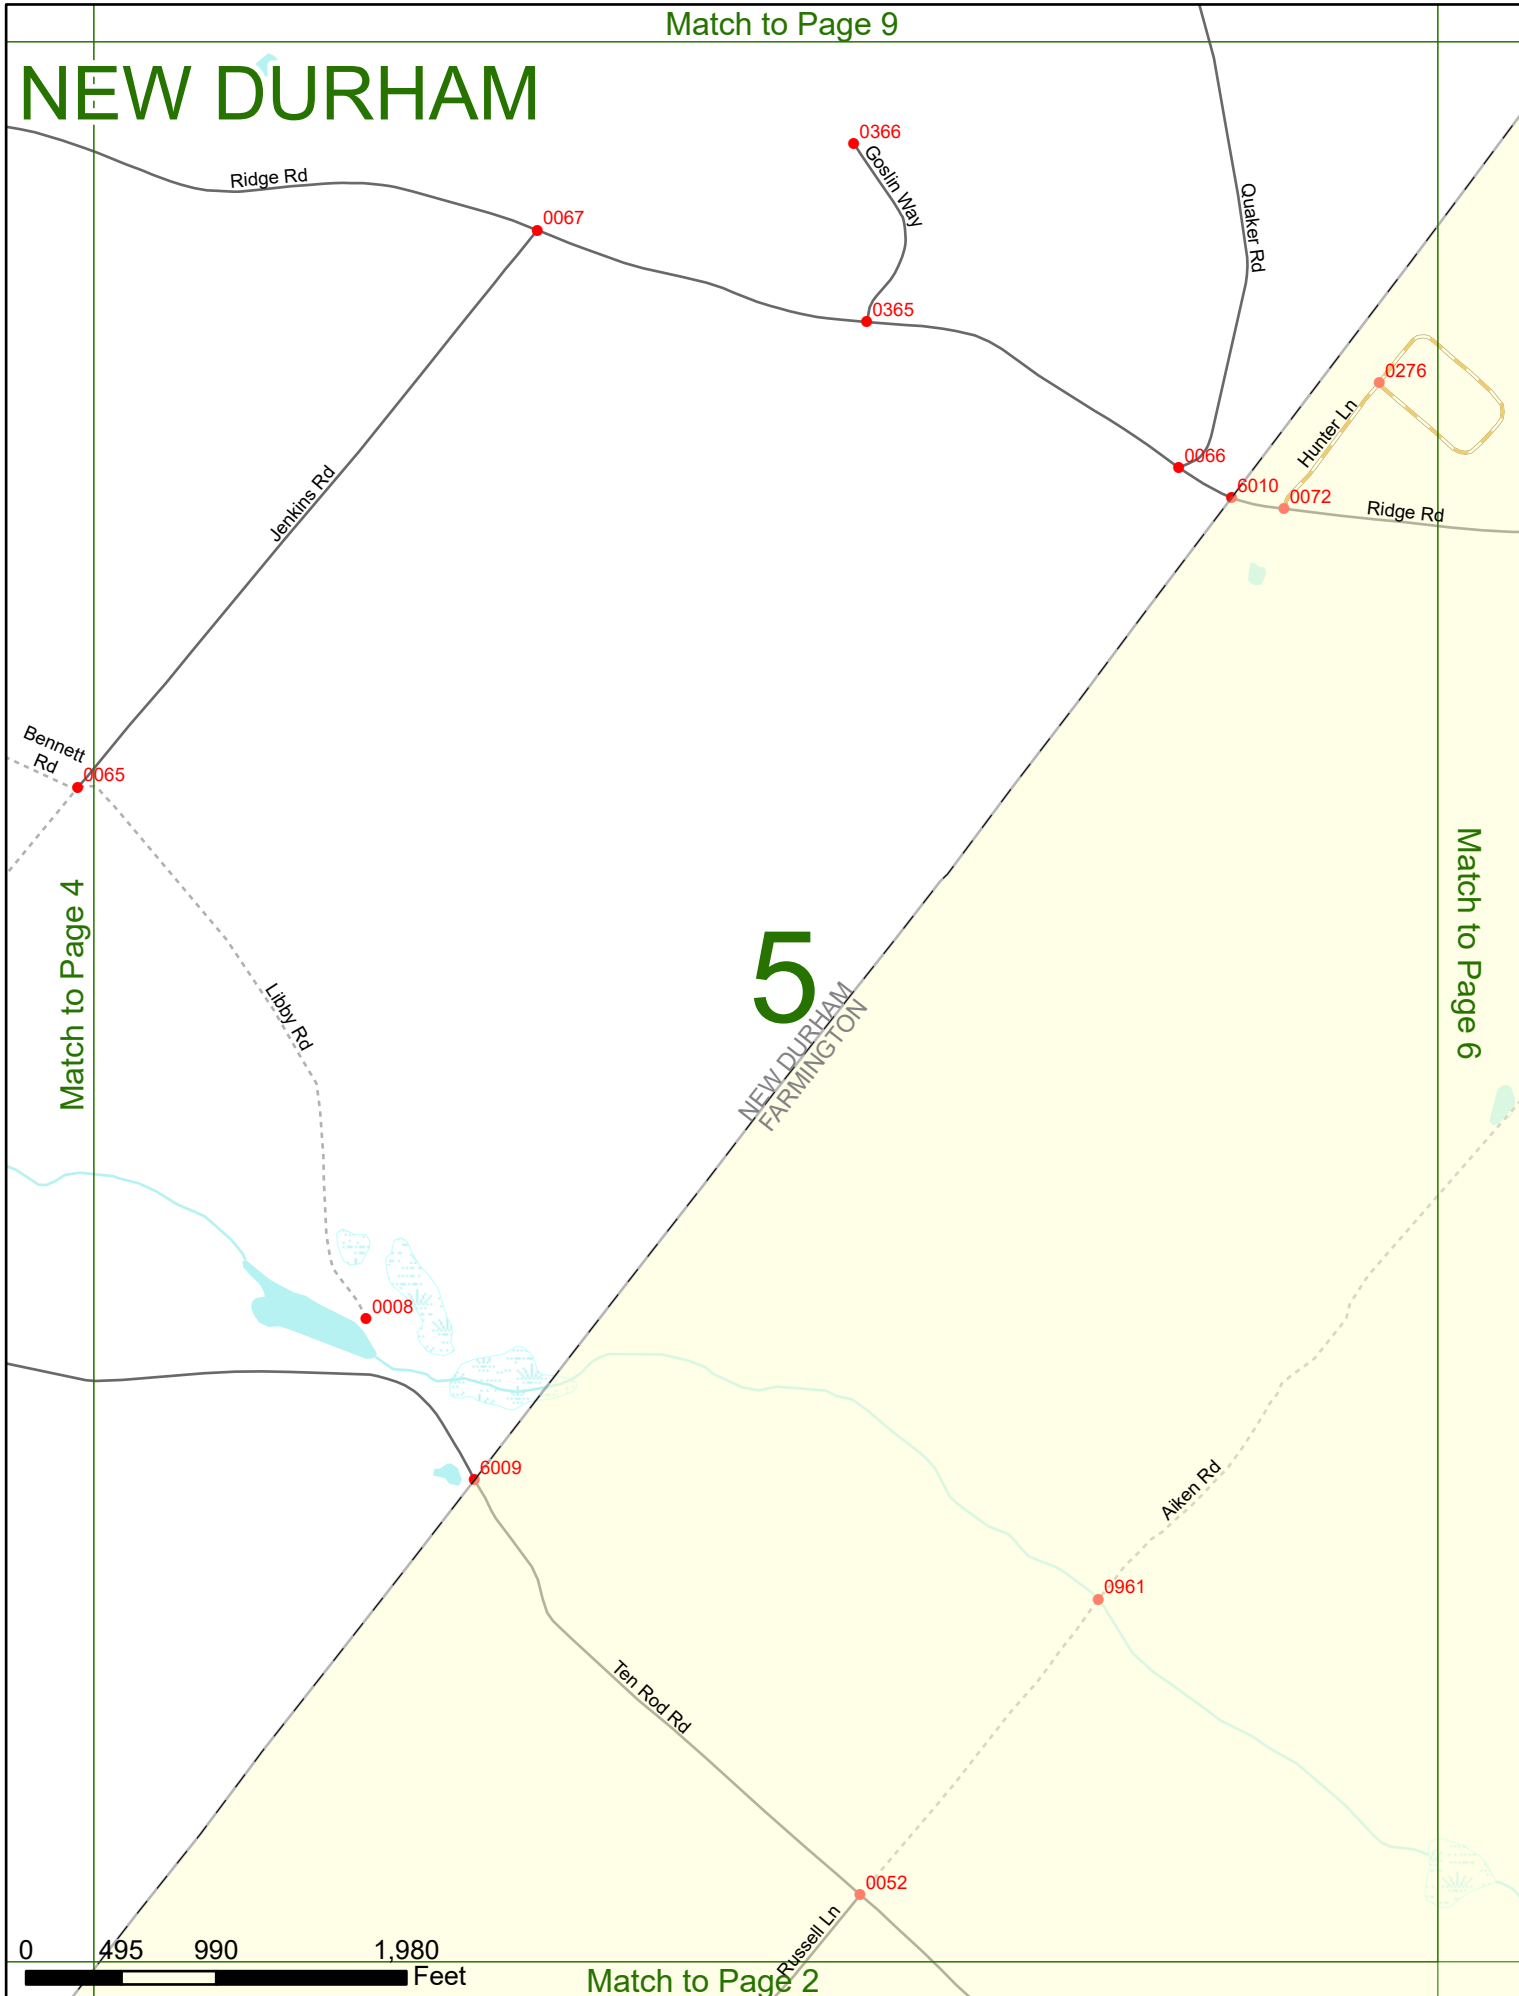 Match to Page 9
NEW DURHAM
0366
Goslin Way
Ridge Rd
0067
Quaker Rd
0365
0276
Hunter Ln
0066
6010
0072
Ridge Rd
Jenkins Rd
Bennett
Rd
0065
Match to Page 4
Match to Page 6
5
NEW DURHAM
FARMINGTON
Libby Rd
0008
6009
Aiken Rd
0961
Ten Rod Rd
0052
Russell Ln
0 495 990 1,980
Feet
Match to Page 2